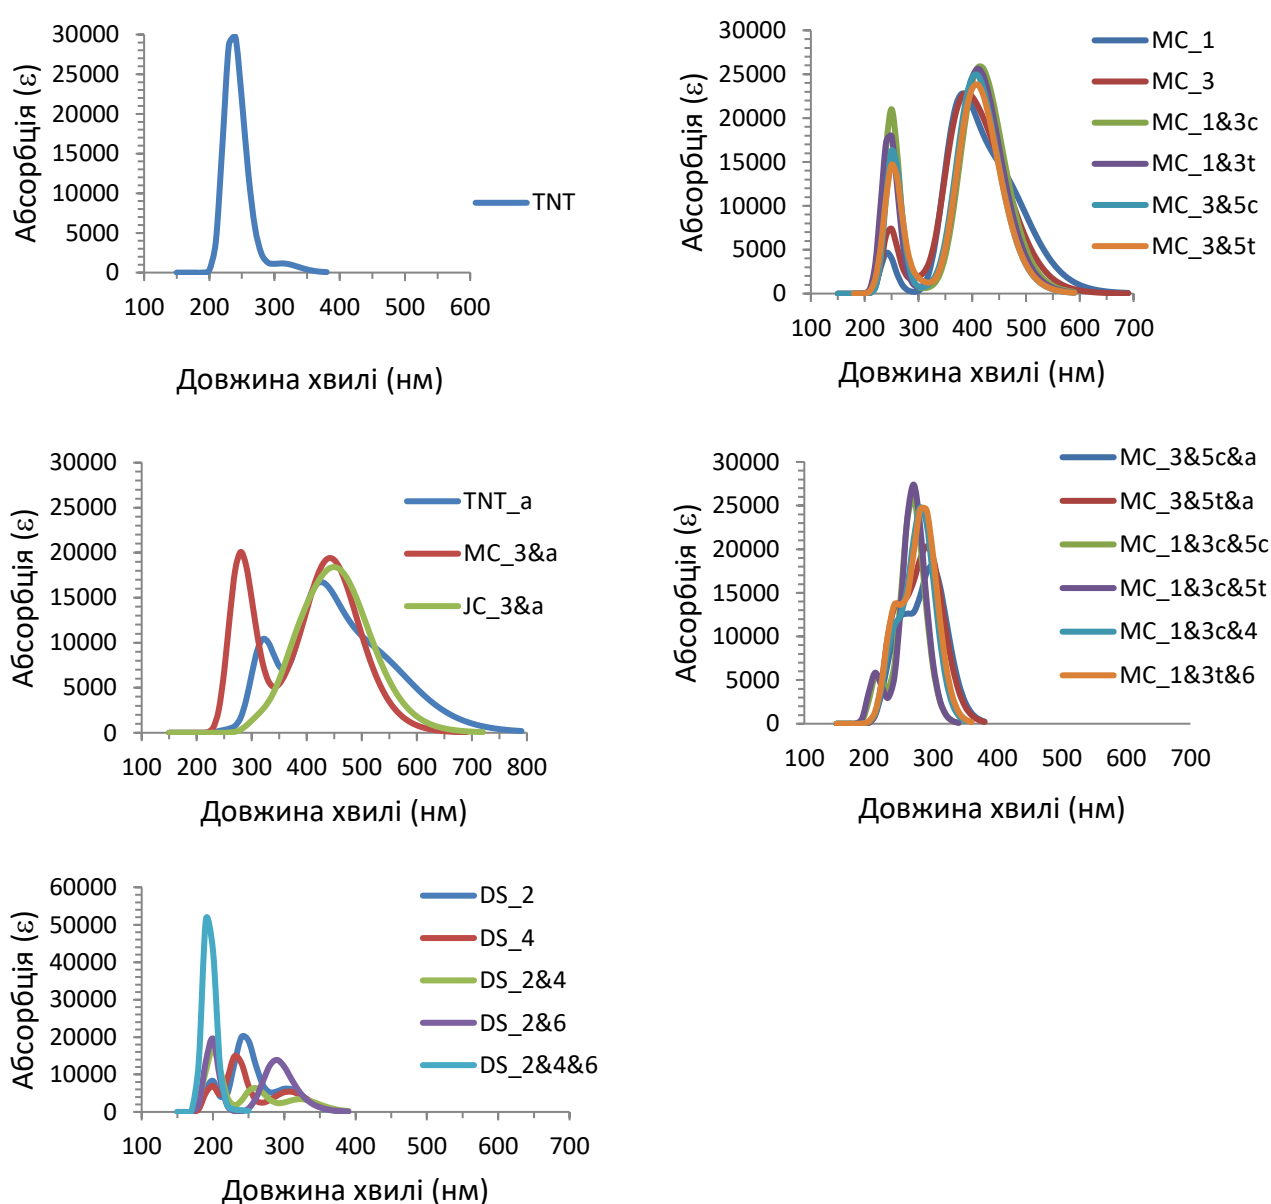 Абсорбція (ε)
30000
25000
20000
15000
10000
5000
0
100 200 300 400 500 600
Довжина хвилі (нм)
TNT
Абсорбція (ε)
30000
25000
20000
15000
10000
5000
0
100 200 300 400 500 600 700
Довжина хвилі (нм)
MC_1
MC_3
MC_1&3c
MC_1&3t
MC_3&5c
MC_3&5t
Абсорбція (ε)
30000
25000
20000
15000
10000
5000
0
100 200 300 400 500 600 700 800
Довжина хвилі (нм)
TNT_a
MC_3&a
JC_3&a
Абсорбція (ε)
30000
25000
20000
15000
10000
5000
0
100 200 300 400 500 600 700
Довжина хвилі (нм)
MC_3&5c&a
MC_3&5t&a
MC_1&3c&5c
MC_1&3c&5t
MC_1&3c&4
MC_1&3t&6
Абсорбція (ε)
60000
50000
40000
30000
20000
10000
0
100 200 300 400 500 600 700
Довжина хвилі (нм)
DS_2
DS_4
DS_2&4
DS_2&6
DS_2&4&6